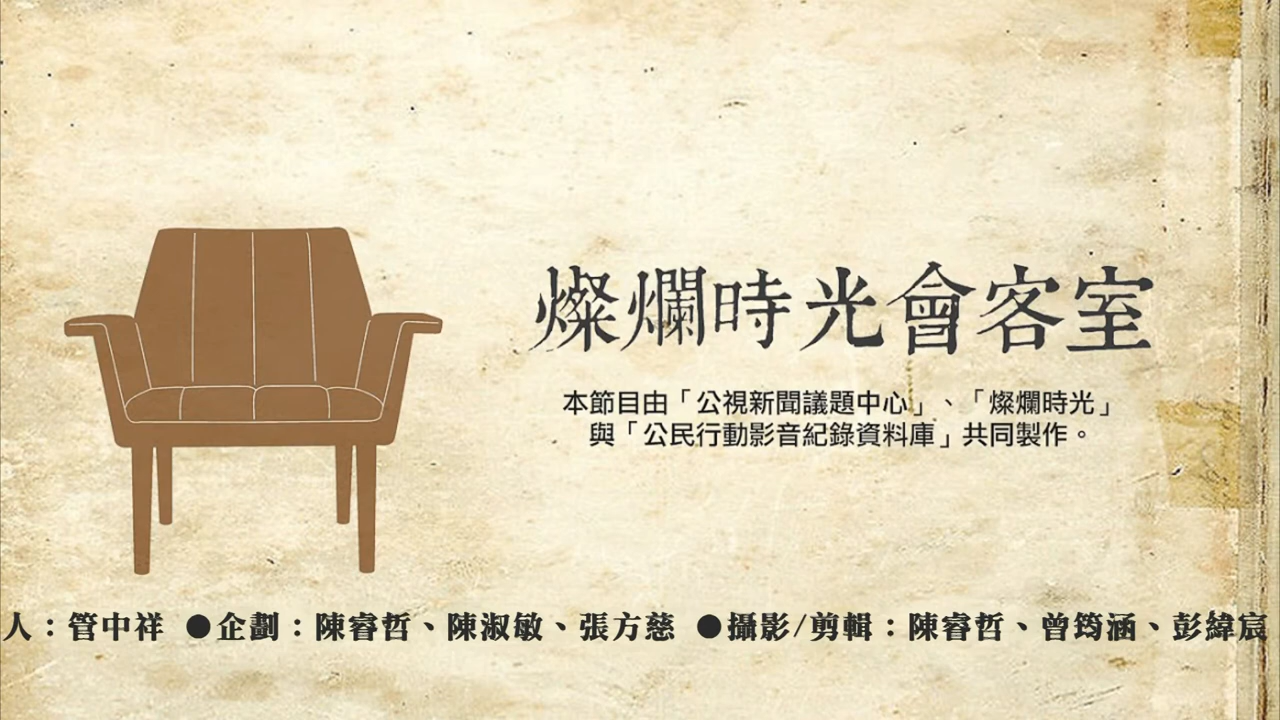 燦爛時光會客室
本節目由「公視新聞議題中心」、「燦爛時光」
與「公民行動影音紀錄資料庫」共同製作。
人：管中祥 ●企劃：陳睿哲、陳淑敏、張方慈 ●攝影/剪輯：陳睿哲、曾筠涵、彭緯宸